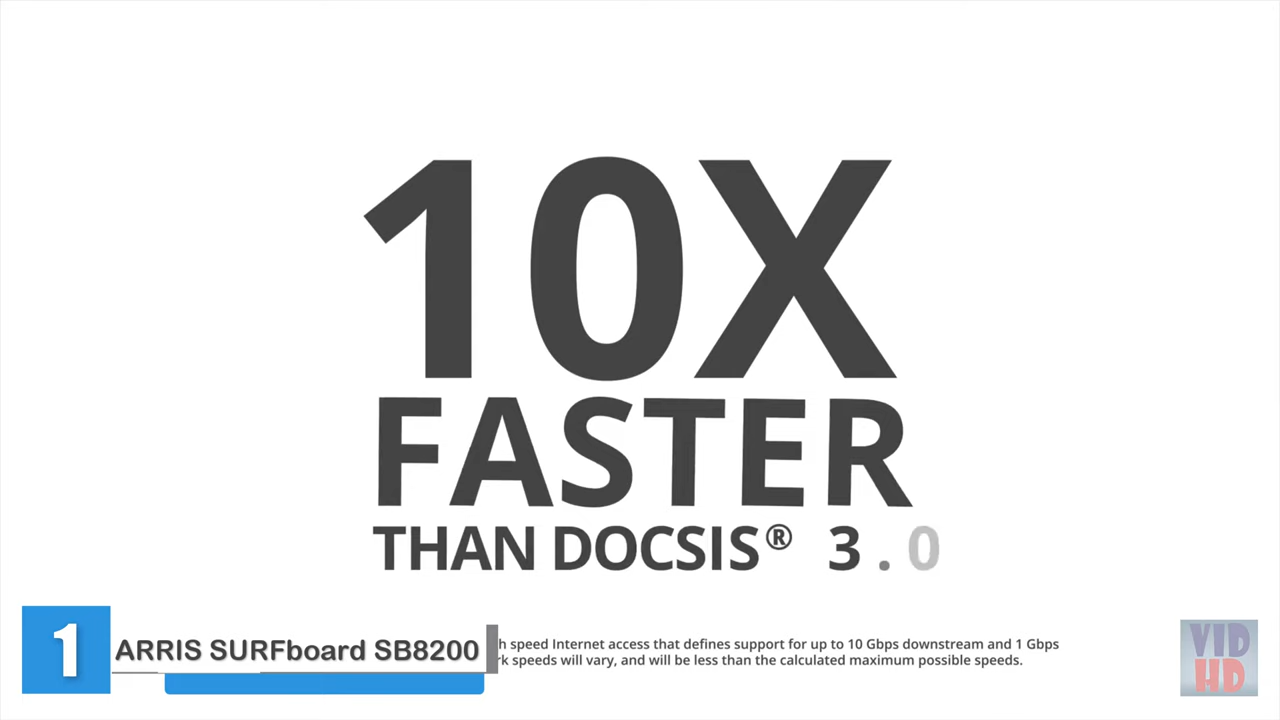 10X
FASTER
THAN DOCSIS® 3.0
1
ARRIS SURFboard SB8200
speed Internet access that defines support for up to 10 Gbps downstream and 1 Gbps
speeds will vary, and will be less than the calculated maximum possible speeds.
VID
HD